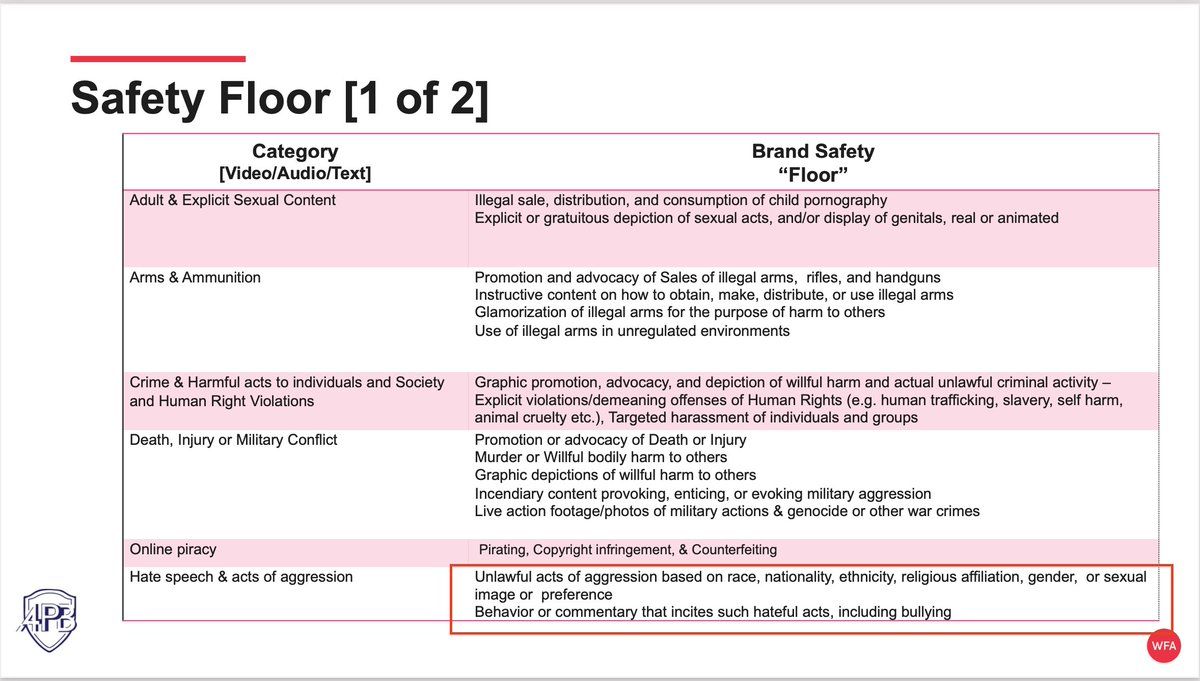 Safety Floor [1 of 2]
Category
[Video/Audio/Text]
Brand Safety
“Floor”
Adult & Explicit Sexual Content
Illegal sale, distribution, and consumption of child pornography
Explicit or gratuitous depiction of sexual acts, and/or display of genitals, real or animated
Arms & Ammunition
Promotion and advocacy of Sales of illegal arms,  rifles, and handguns
Instructive content on how to obtain, make, distribute, or use illegal arms
Glamorization of illegal arms for the purpose of harm to others
Use of illegal arms in unregulated environments
Crime & Harmful acts to individuals and Society
and Human Right Violations
Graphic promotion, advocacy, and depiction of willful harm and actual unlawful criminal activity –
Explicit violations/demeaning offenses of Human Rights (e.g. human trafficking, slavery, self harm,
animal cruelty etc.), Targeted harassment of individuals and groups
Death, Injury or Military Conflict
Promotion or advocacy of Death or Injury
Murder or Willful bodily harm to others
Graphic depictions of willful harm to others
Incendiary content provoking, enticing, or evoking military aggression
Live action footage/photos of military actions & genocide or other war crimes
Online piracy
Pirating, Copyright infringement, & Counterfeiting
Hate speech & acts of aggression
Unlawful acts of aggression based on race, nationality, ethnicity, religious affiliation, gender,  or sexual
image or  preference
Behavior or commentary that incites such hateful acts, including bullying
WFA